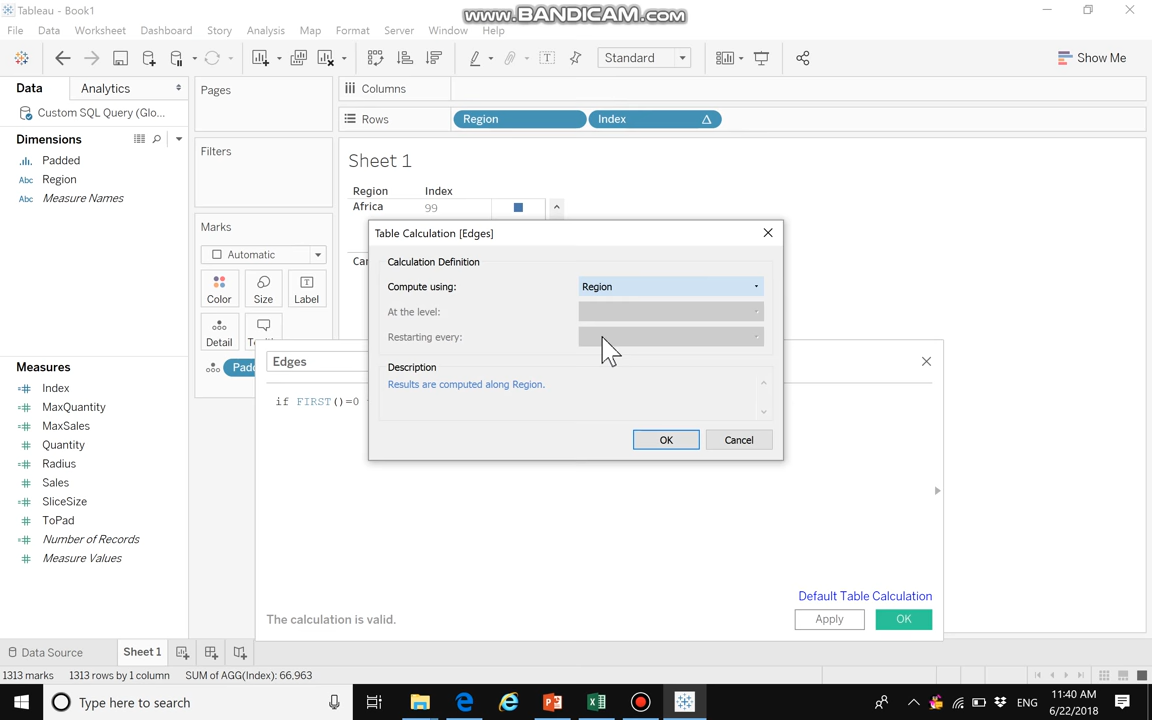 Tableau - Book1
www.BANDICAM.com
File Data Worksheet Dashboard Story Analysis Map Format Server Window Help
Standard
Show Me
Data Analytics
Pages
Columns
Custom SQL Query (Glo...
Rows Region Index
Dimensions
Filters
Padded
Sheet 1
Region
Abc Region
Abc Measure Names
Region Index
Africa 99
Marks
Automatic
Color Size Label
Detail
Table Calculation [Edges]
Calculation Definition
Compute using: Region
At the level:
Restarting every:
Description
Results are computed along Region.
OK Cancel
Edges
if FIRST()=0
Measures
Index
MaxQuantity
MaxSales
Quantity
Radius
Sales
SliceSize
ToPad
Number of Records
Measure Values
Default Table Calculation
The calculation is valid.
Apply OK
Data Source Sheet 1
1313 marks 1313 rows by 1 column SUM of AGG(Index): 66,963
Type here to search
ENG
11:40 AM
6/22/2018